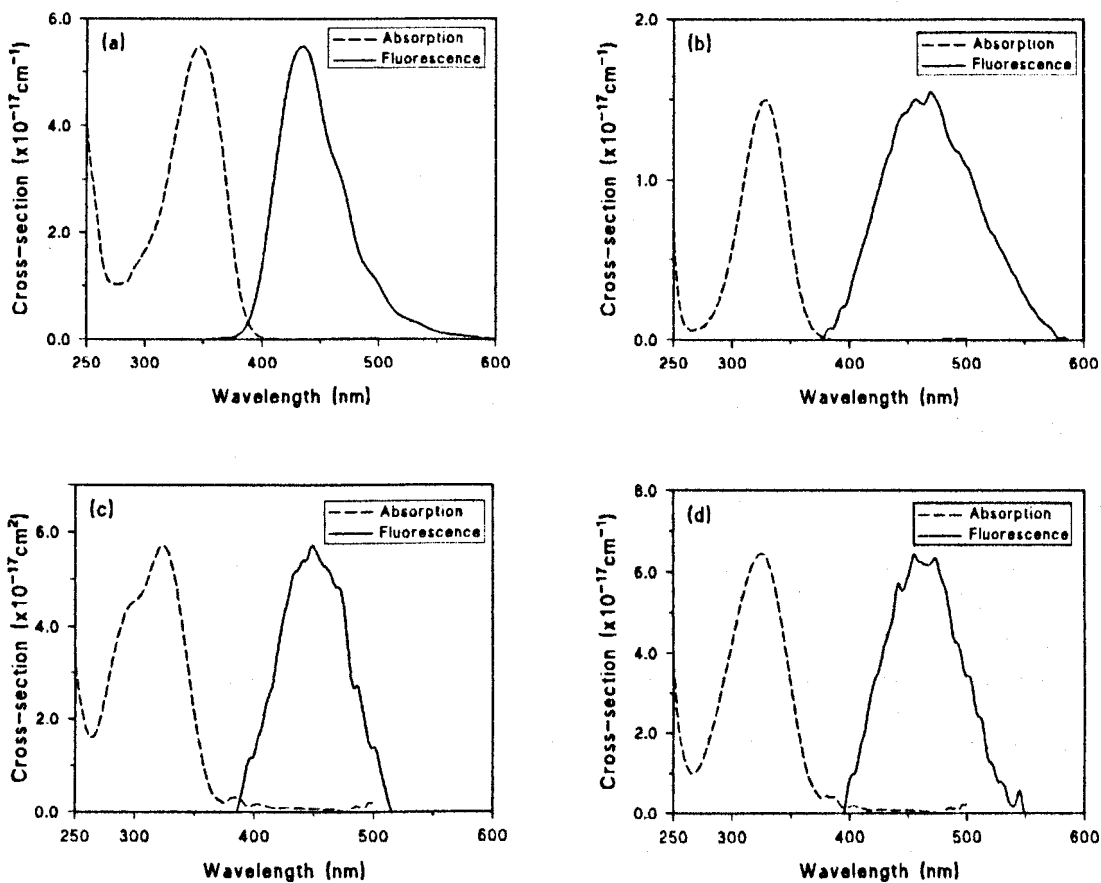 (a)
Absorption
Fluorescence
Cross-section (x10⁻¹⁷cm⁻¹)
6.0
4.0
2.0
0.0
250 300 400 500 600
Wavelength (nm)
(b)
Absorption
Fluorescence
Cross-section (x10⁻¹⁷cm⁻¹)
2.0
1.5
1.0
0.5
0.0
250 300 400 500 600
Wavelength (nm)
(c)
Absorption
Fluorescence
Cross-section (x10⁻¹⁷cm²)
6.0
4.0
2.0
0.0
250 300 400 500 600
Wavelength (nm)
(d)
Absorption
Fluorescence
Cross-section (x10⁻¹⁷cm⁻¹)
8.0
6.0
4.0
2.0
0.0
250 300 400 500 600
Wavelength (nm)